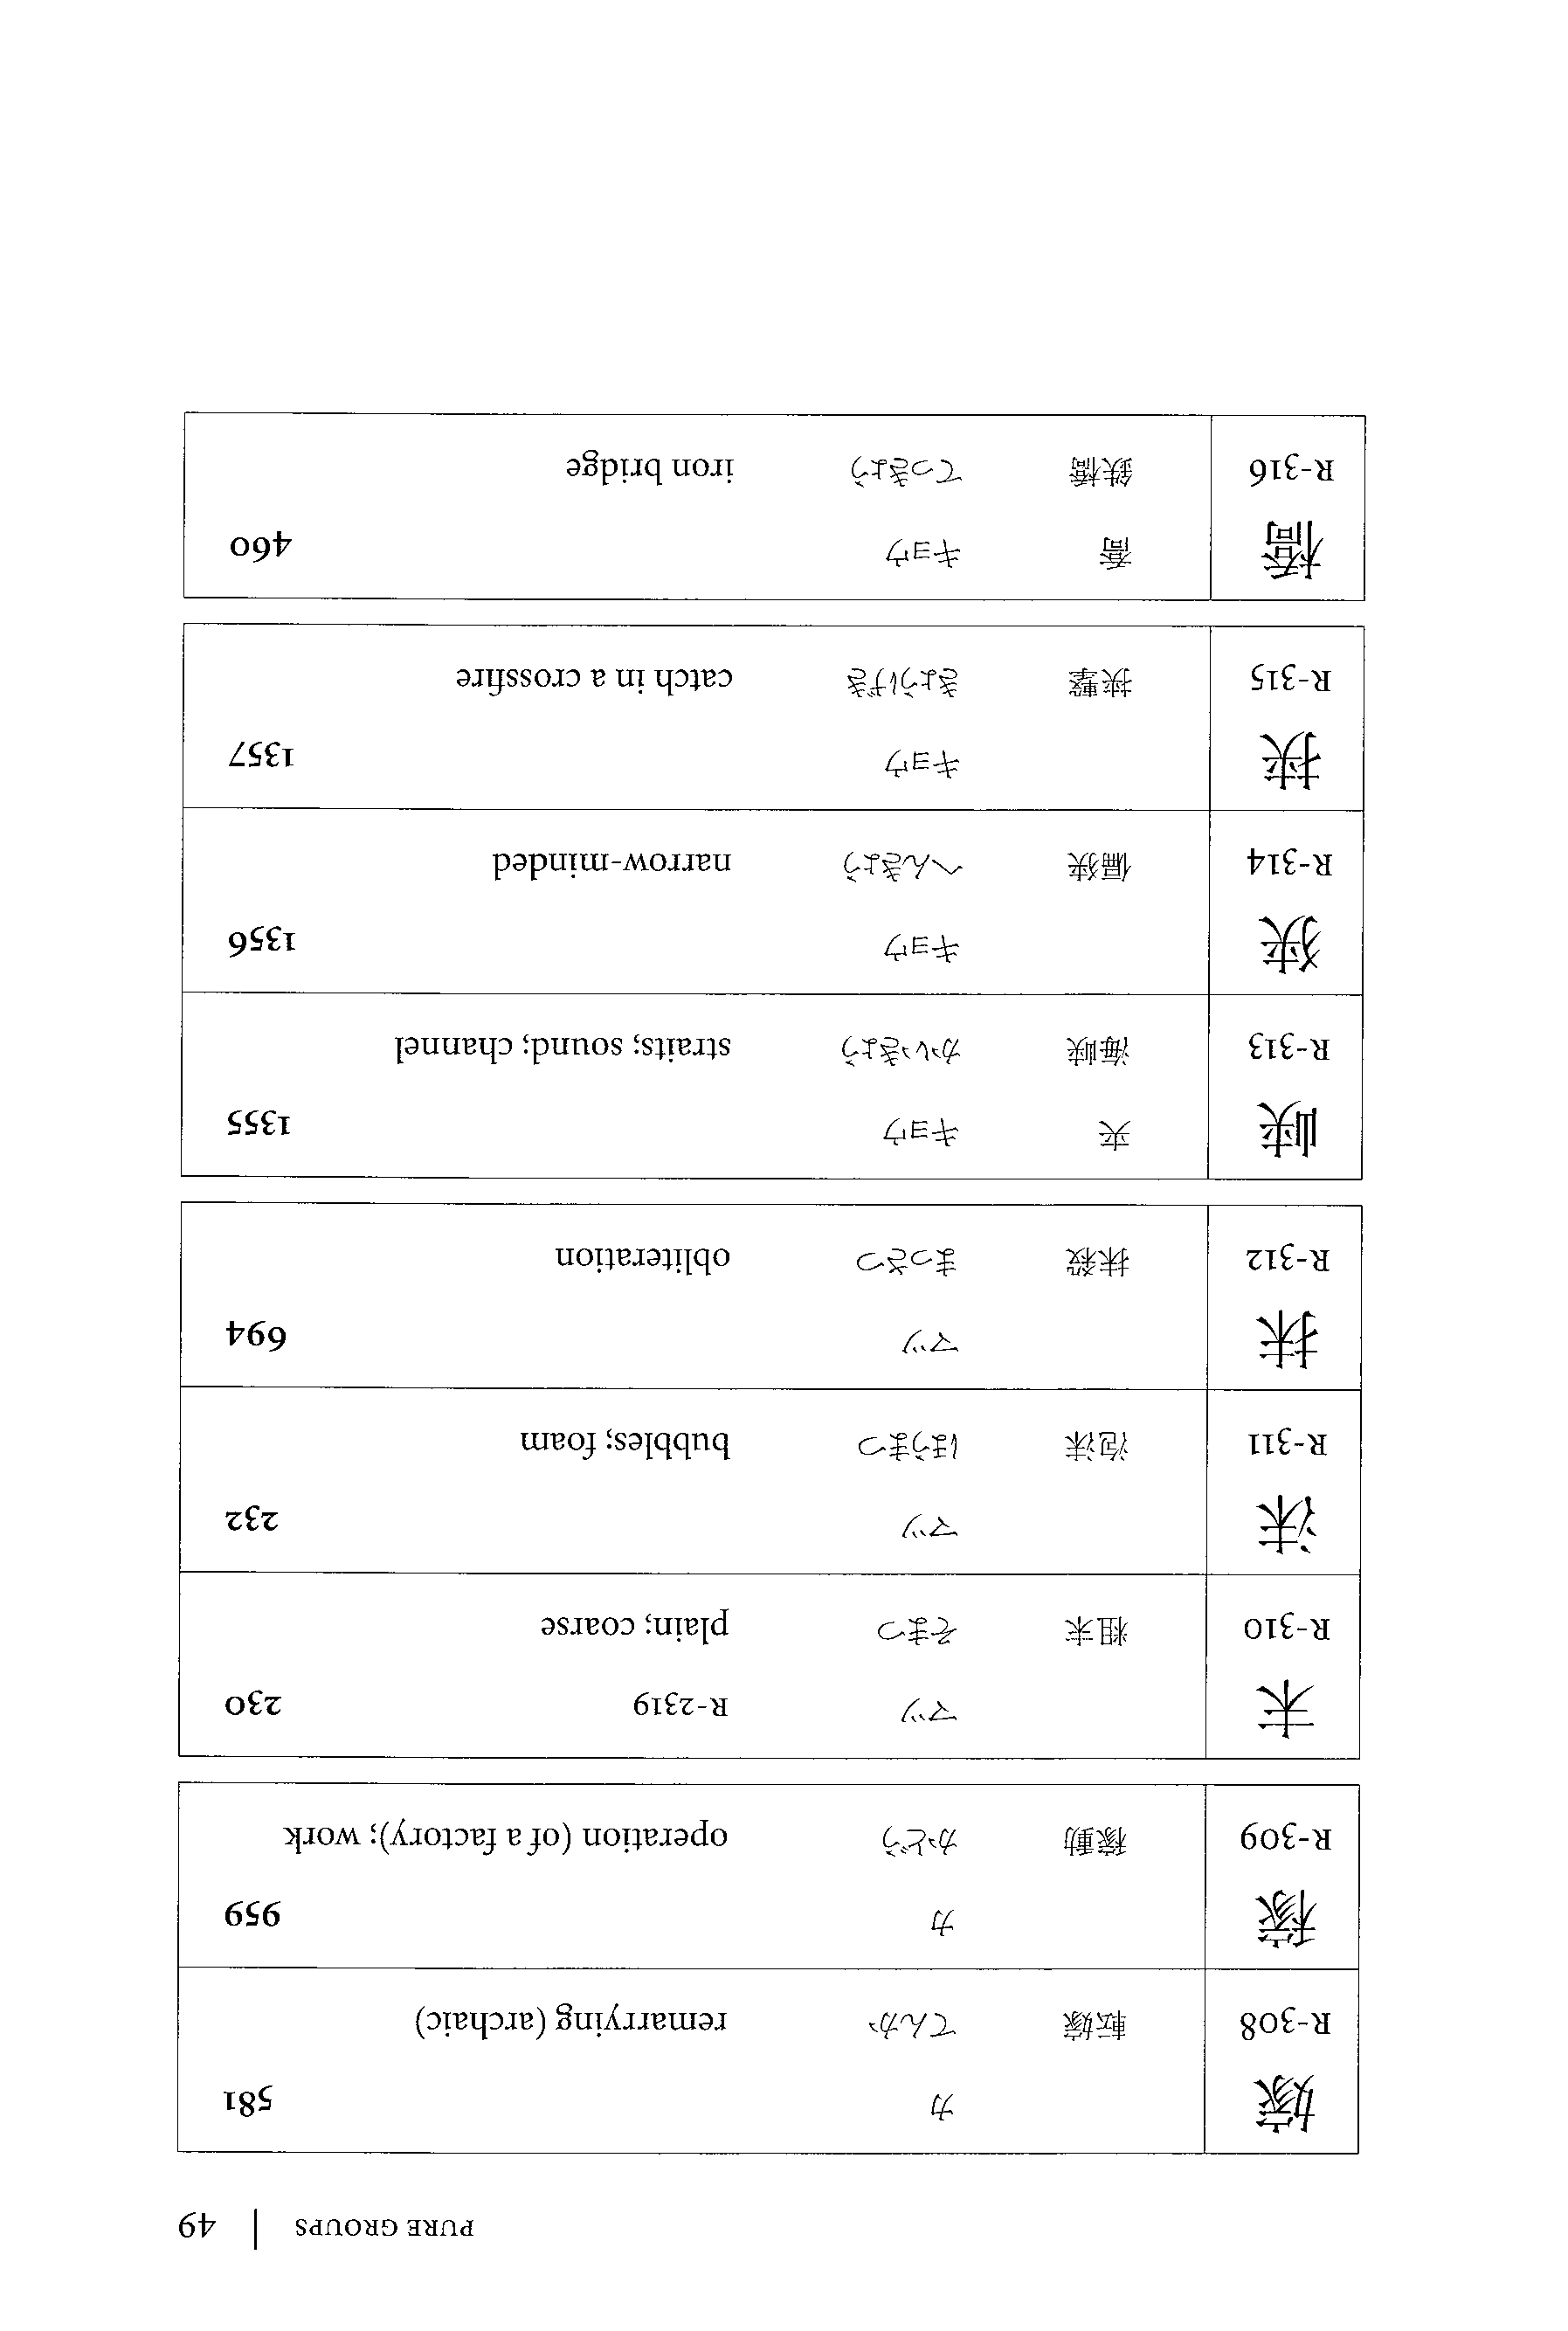 PURE GROUPS | 49
嫁 カ 581
R-308 転嫁 てんか remarrying (archaic)
稼 カ 959
R-309 稼動 かどう operation (of a factory); work
末 マツ R-2319 230
R-310 粗末 そまつ plain; coarse
沫 マツ 232
R-311 泡沫 ほうまつ bubbles; foam
抹 マツ 694
R-312 抹殺 まっさつ obliteration
峡 夹 キョウ 1355
R-313 海峡 かいきょう straits; sound; channel
狭 キョウ 1356
R-314 偏狭 へんきょう narrow-minded
挟 キョウ 1357
R-315 挟撃 きょうげき catch in a crossfire
橋 喬 キョウ 460
R-316 鉄橋 てっきょう iron bridge